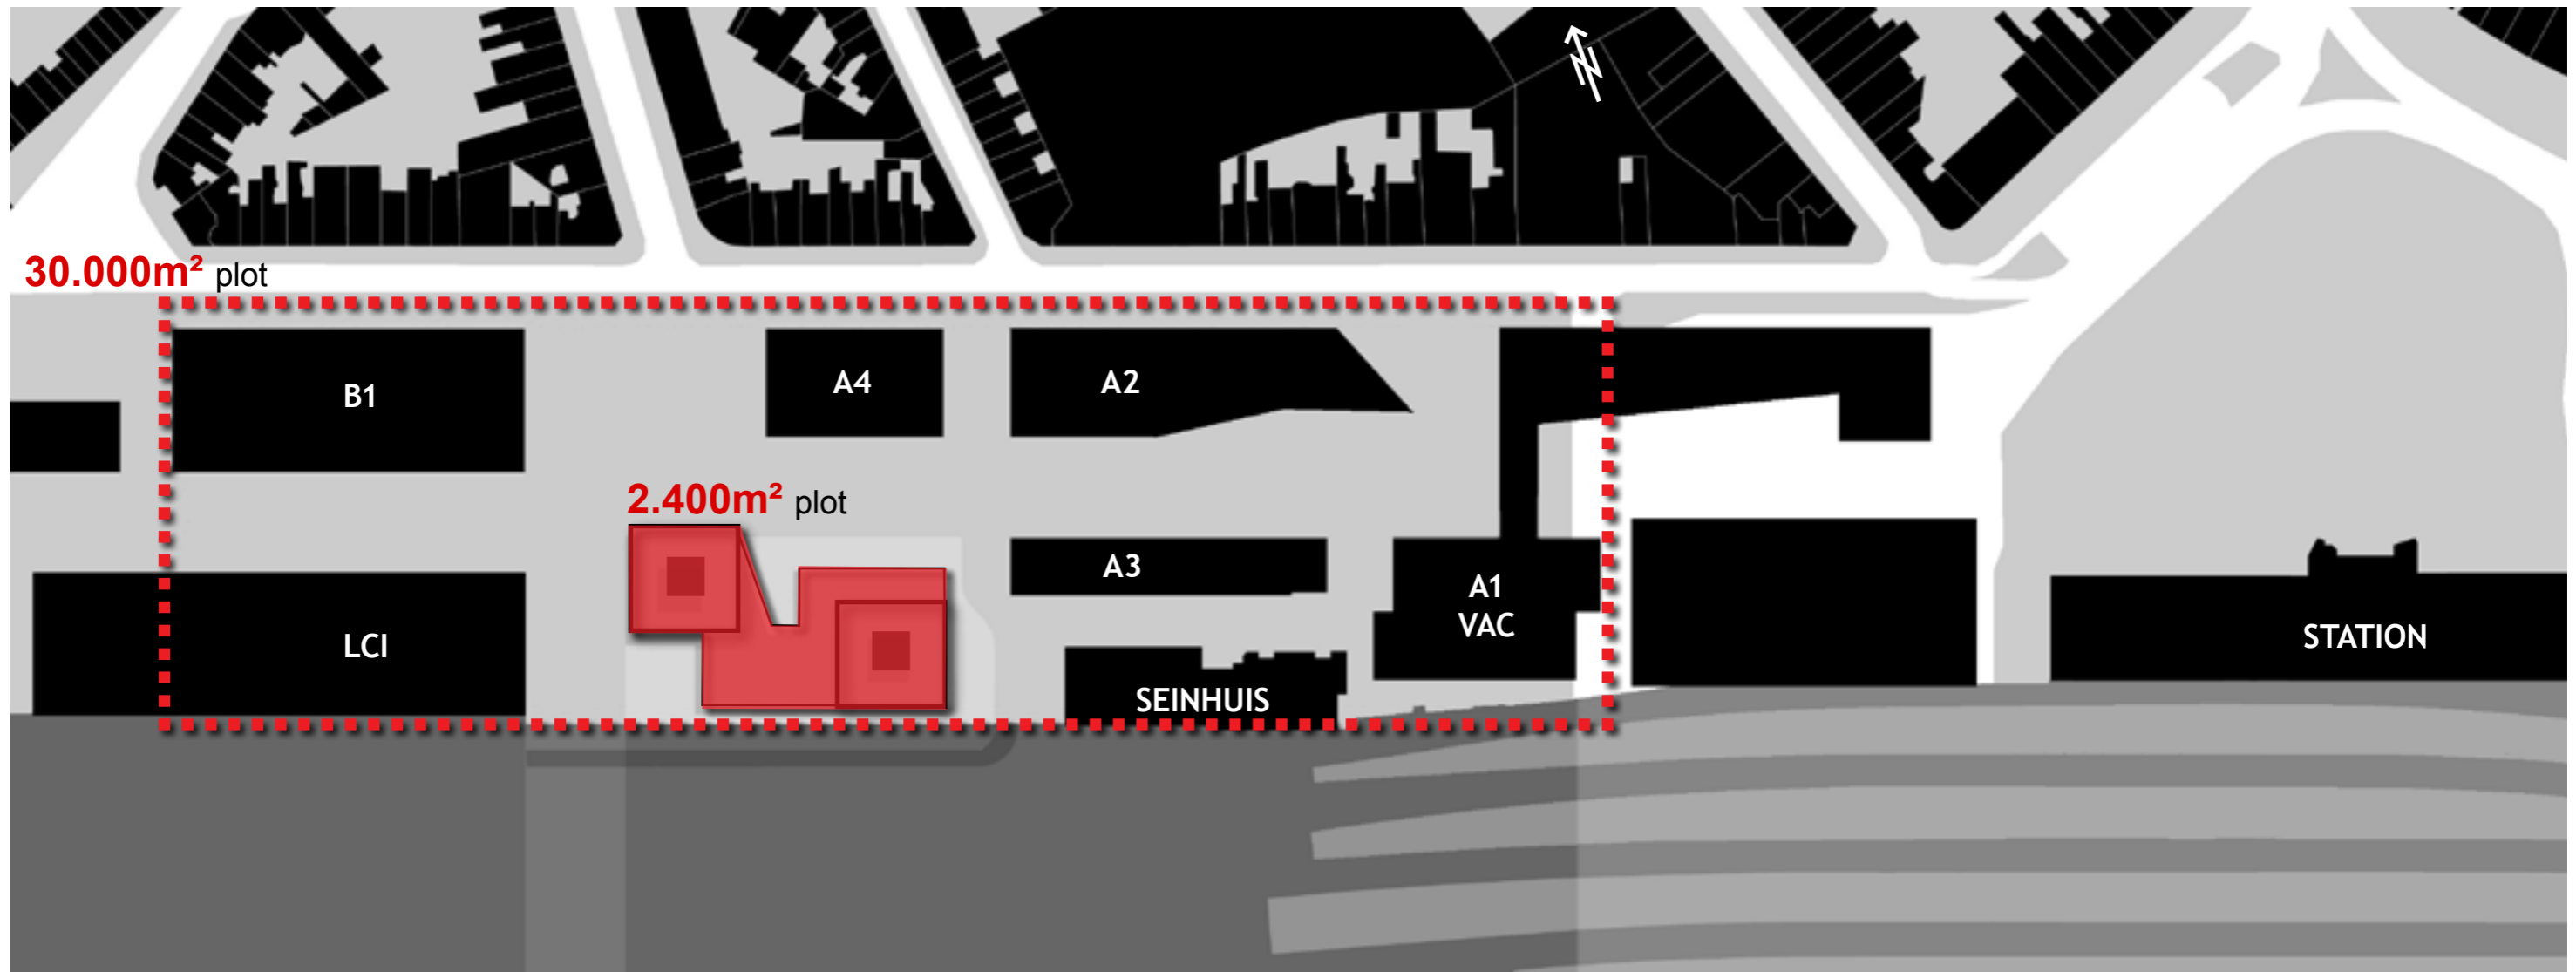 30.000m² plot
B1
A4
A2
2.400m² plot
A3
A1
VAC
LCI
STATION
SEINHUIS